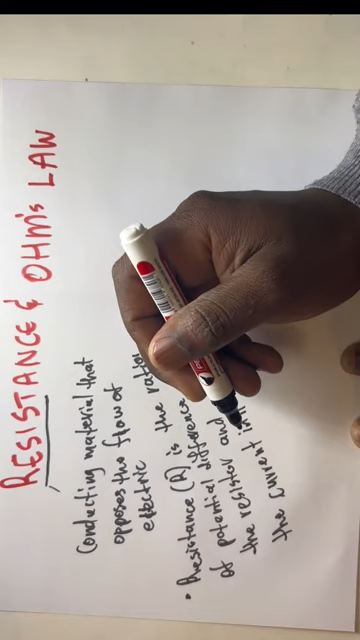 RESISTANCE & OHM's LAW
Conducting material that
opposes the flow of
electric
• Resistance (R) is the ratio
of potential difference
the resistor and
the current in